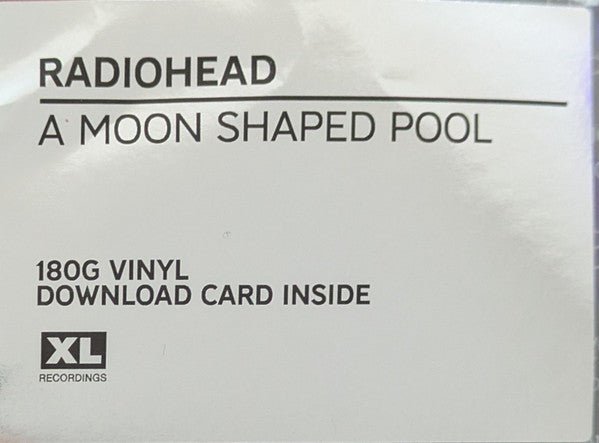 RADIOHEAD
A MOON SHAPED POOL
180G VINYL
DOWNLOAD CARD INSIDE
XL
RECORDINGS